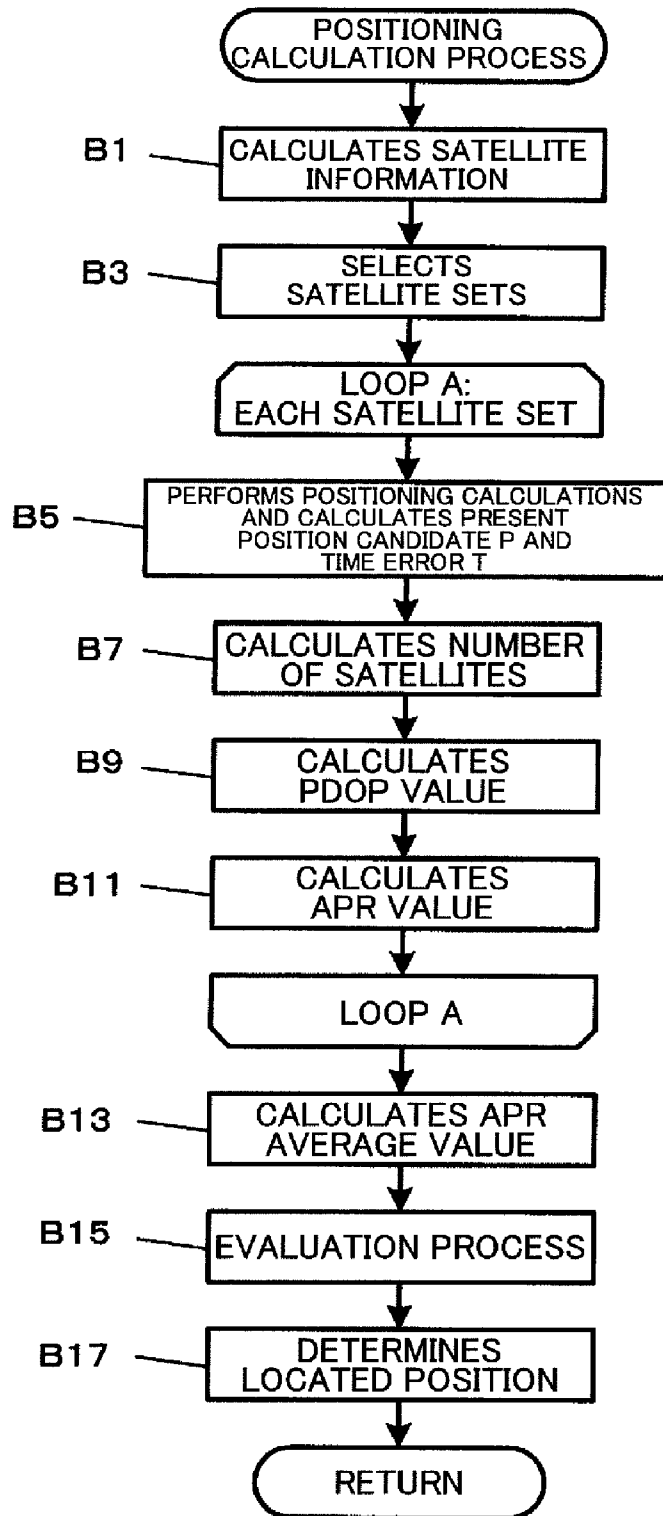 POSITIONING
CALCULATION PROCESS
B1
CALCULATES SATELLITE
INFORMATION
B3
SELECTS
SATELLITE SETS
LOOP A:
EACH SATELLITE SET
B5
PERFORMS POSITIONING CALCULATIONS
AND CALCULATES PRESENT
POSITION CANDIDATE P AND
TIME ERROR T
B7
CALCULATES NUMBER
OF SATELLITES
B9
CALCULATES
PDOP VALUE
B11
CALCULATES
APR VALUE
LOOP A
B13
CALCULATES APR
AVERAGE VALUE
B15
EVALUATION PROCESS
B17
DETERMINES
LOCATED POSITION
RETURN